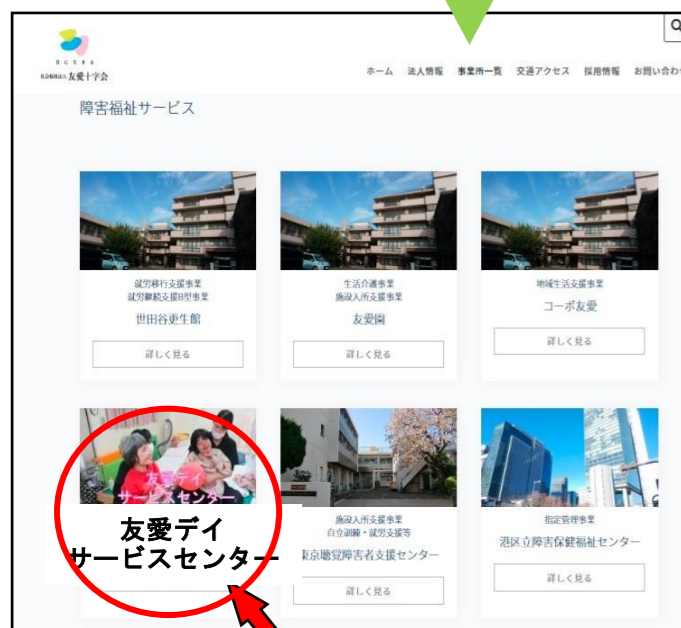 社会福祉法人 友愛十字会
ホーム 法人情報 事業所一覧 交通アクセス 採用情報 お問い合わ
障害福祉サービス
就労移行支援事業
就労継続支援B型事業
世田谷更生館
詳しく見る
生活介護事業
施設入所支援事業
友愛園
詳しく見る
地域生活支援事業
コーポ友愛
詳しく見る
友愛デイ
サービスセンター
友愛デイ
サービスセンター
施設入所支援事業
自立訓練・就労支援等
東京聴覚障害者支援センター
詳しく見る
指定管理事業
港区立障害保健福祉センター
詳しく見る